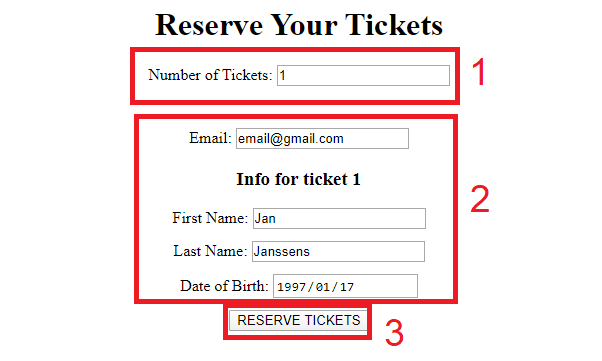 Reserve Your Tickets
Number of Tickets: 1
1
Email: email@gmail.com
Info for ticket 1
2
First Name: Jan
Last Name: Janssens
Date of Birth: 1997/01/17
RESERVE TICKETS
3